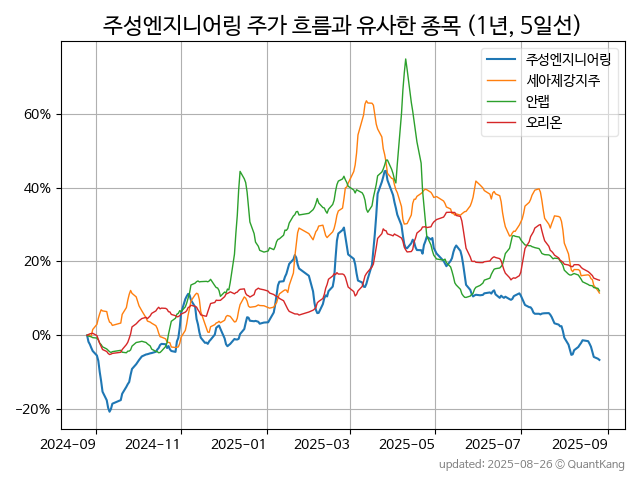 주성엔지니어링 주가 흐름과 유사한 종목 (1년, 5일선)
주성엔지니어링
세아제강지주
안랩
오리온
60%
40%
20%
0%
−20%
2024−09
2024−11
2025−01
2025−03
2025−05
2025−07
2025−09
updated: 2025-08-26 © QuantKang